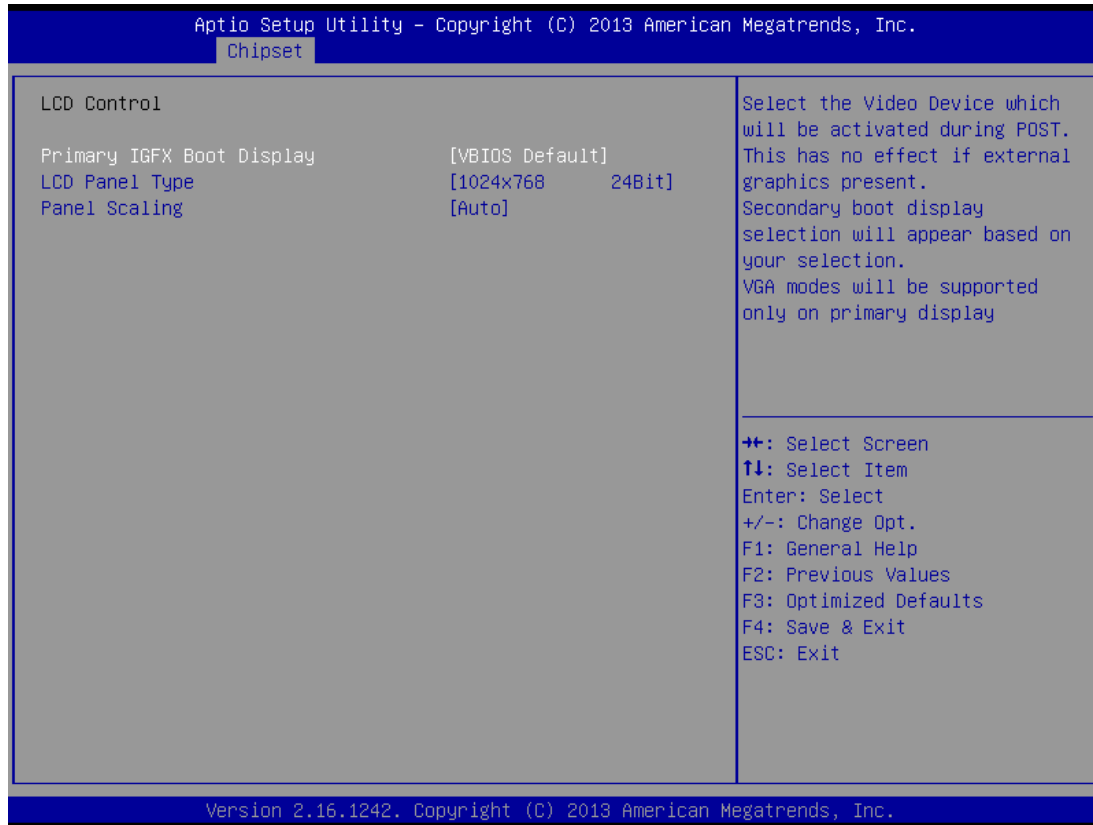 Aptio Setup Utility – Copyright (C) 2013 American Megatrends, Inc.
Chipset
LCD Control
Primary IGFX Boot Display [VBIOS Default]
LCD Panel Type [1024x768 24Bit]
Panel Scaling [Auto]
Select the Video Device which
will be activated during POST.
This has no effect if external
graphics present.
Secondary boot display
selection will appear based on
your selection.
VGA modes will be supported
only on primary display
→←: Select Screen
↑↓: Select Item
Enter: Select
+/-: Change Opt.
F1: General Help
F2: Previous Values
F3: Optimized Defaults
F4: Save & Exit
ESC: Exit
Version 2.16.1242. Copyright (C) 2013 American Megatrends, Inc.